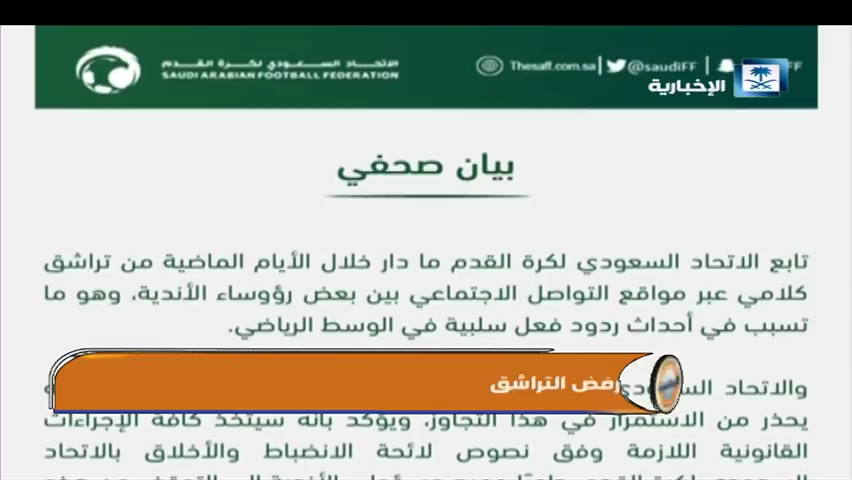 الاتحاد السعودي لكرة القدم
SAUDI ARABIAN FOOTBALL FEDERATION
Thesaff.com.sa
@saudiFF
FF
الإخبارية
بيان صحفي
تابع الاتحاد السعودي لكرة القدم ما دار خلال الأيام الماضية من تراشق
كلامي عبر مواقع التواصل الاجتماعي بين بعض رؤوساء الأندية، وهو ما
تسبب في أحداث ردود فعل سلبية في الوسط الرياضي.
رفض التراشق
والاتحاد
يحذر من الاستمرار في هذا التجاوز، ويؤكد بأنه سيتخذ كافة الإجراءات
القانونية اللازمة وفق نصوص لائحة الانضباط والأخلاق بالاتحاد